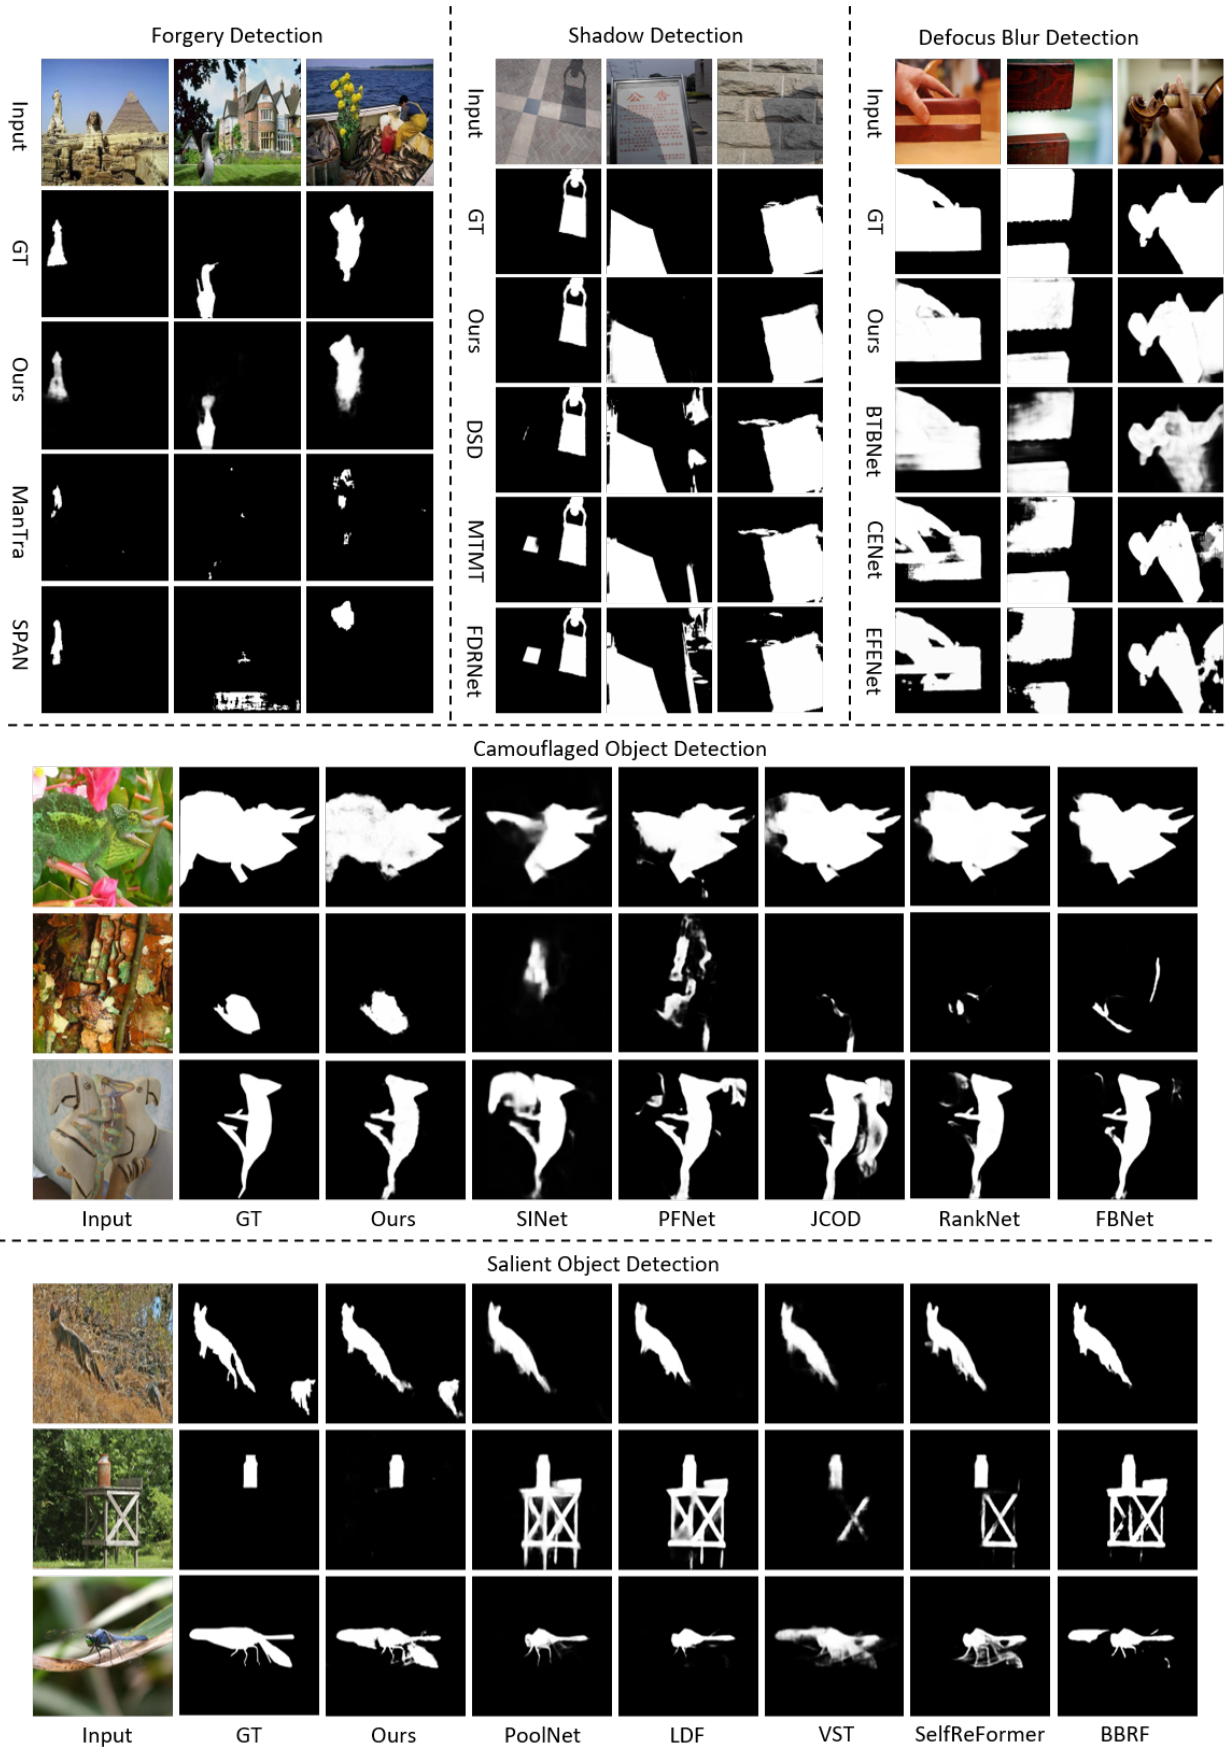 Forgery Detection
Input
GT
Ours
ManTra
SPAN
Shadow Detection
Input
公告
GT
Ours
DSD
MTMT
FDRNet
Defocus Blur Detection
Input
GT
Ours
BTBNet
CENet
EFENet
Camouflaged Object Detection
Input GT Ours SINet PFNet JCOD RankNet FBNet
Salient Object Detection
Input GT Ours PoolNet LDF VST SelfReFormer BBRF